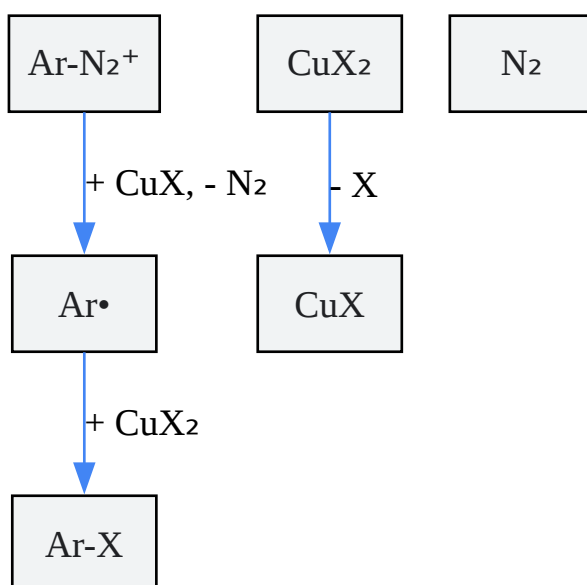 Ar-N₂⁺
CuX₂
N₂
+ CuX, - N₂
- X
Ar•
CuX
+ CuX₂
Ar-X